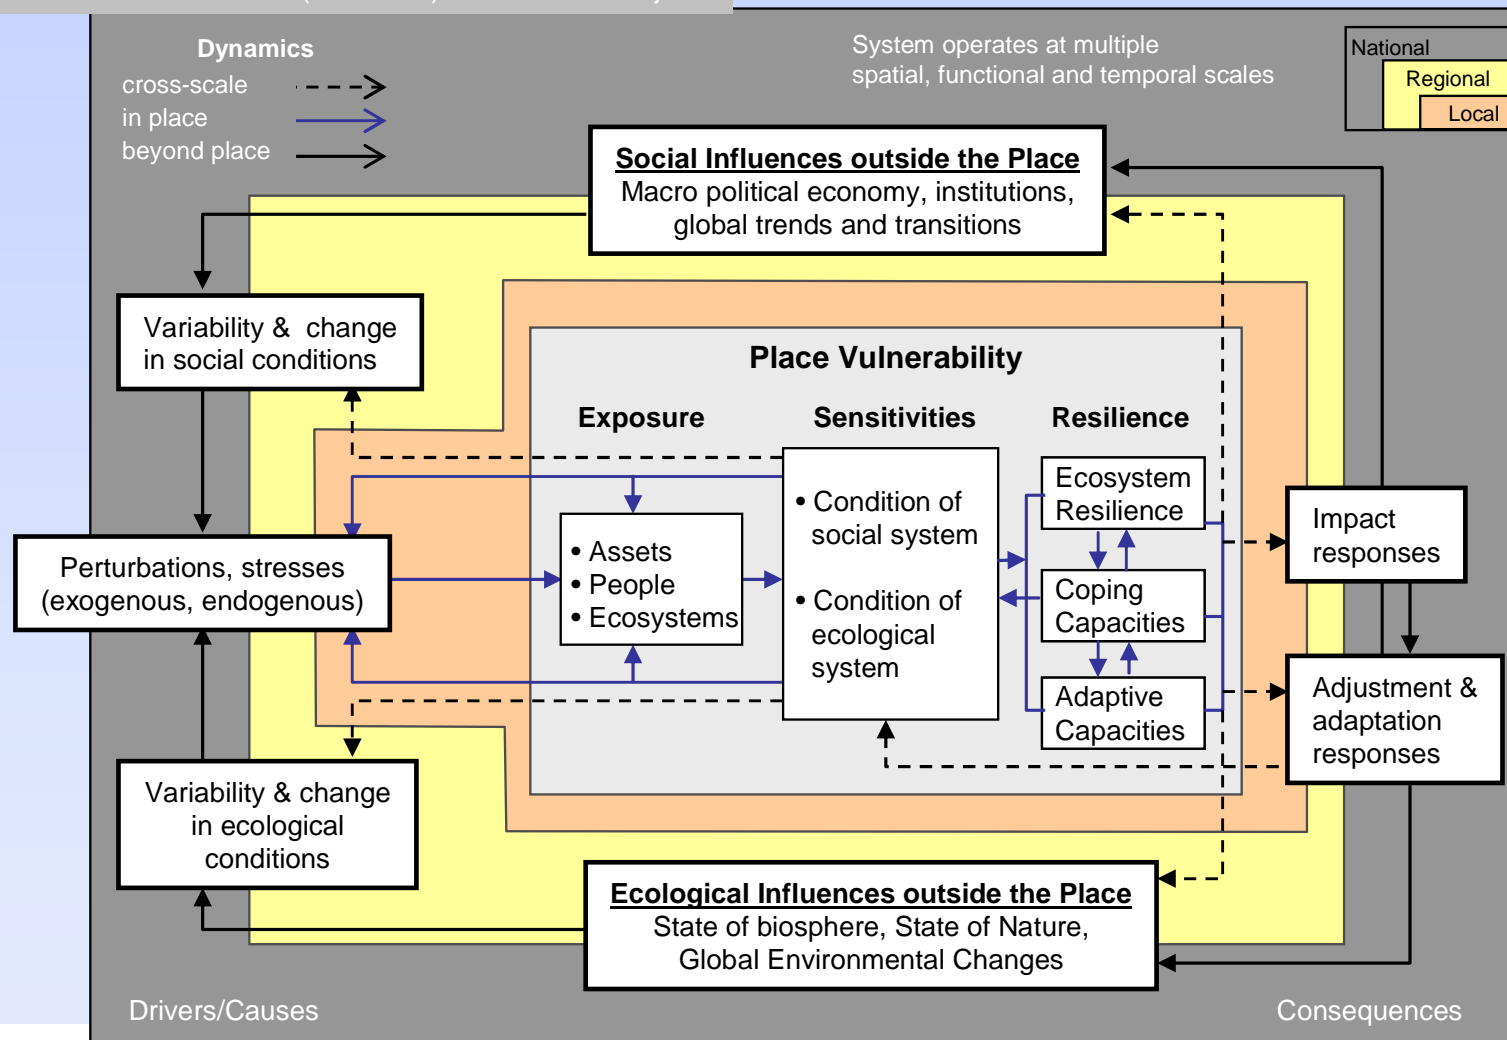 Dynamics
cross-scale
in place
beyond place
System operates at multiple
spatial, functional and temporal scales
National
Regional
Local
Social Influences outside the Place
Macro political economy, institutions,
global trends and transitions
Variability & change
in social conditions
Place Vulnerability
Exposure
Sensitivities
Resilience
Perturbations, stresses
(exogenous, endogenous)
• Assets
• People
• Ecosystems
• Condition of
social system
• Condition of
ecological
system
Ecosystem
Resilience
Coping
Capacities
Adaptive
Capacities
Impact
responses
Adjustment &
adaptation
responses
Variability & change
in ecological
conditions
Ecological Influences outside the Place
State of biosphere, State of Nature,
Global Environmental Changes
Drivers/Causes
Consequences